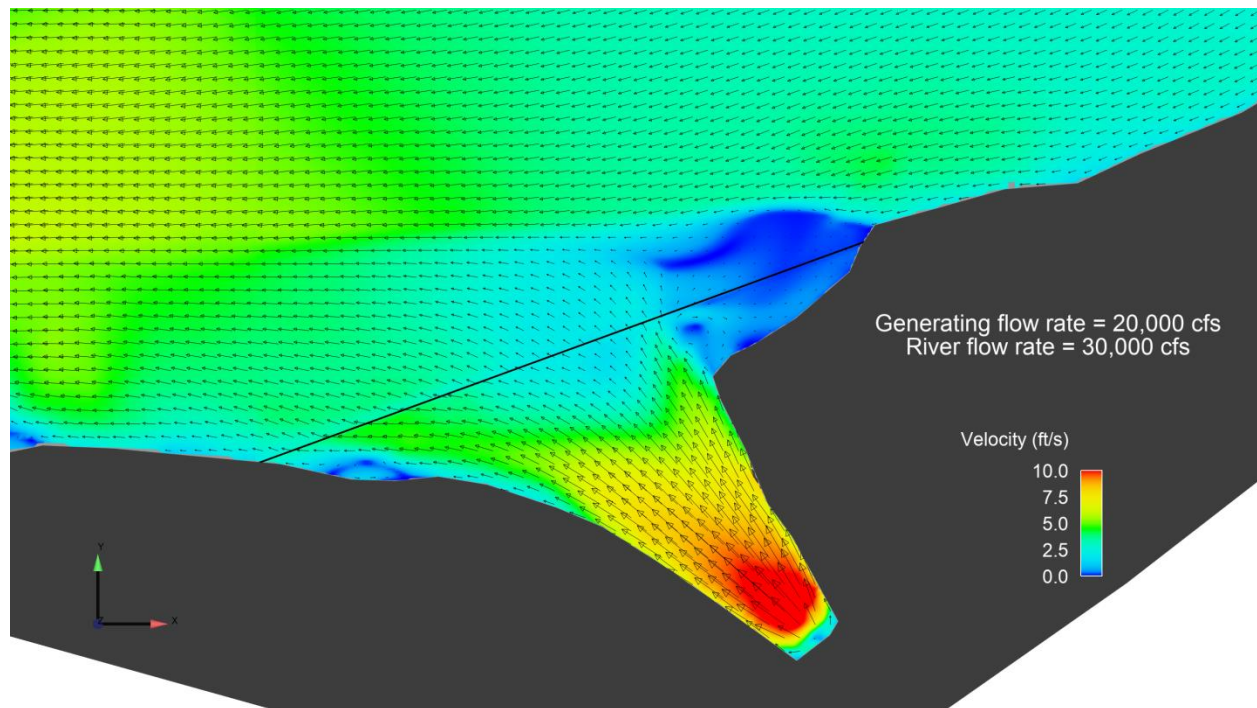 Generating flow rate = 20,000 cfs
River flow rate = 30,000 cfs
Velocity (ft/s)
10.0
7.5
5.0
2.5
0.0
Y
Z
X